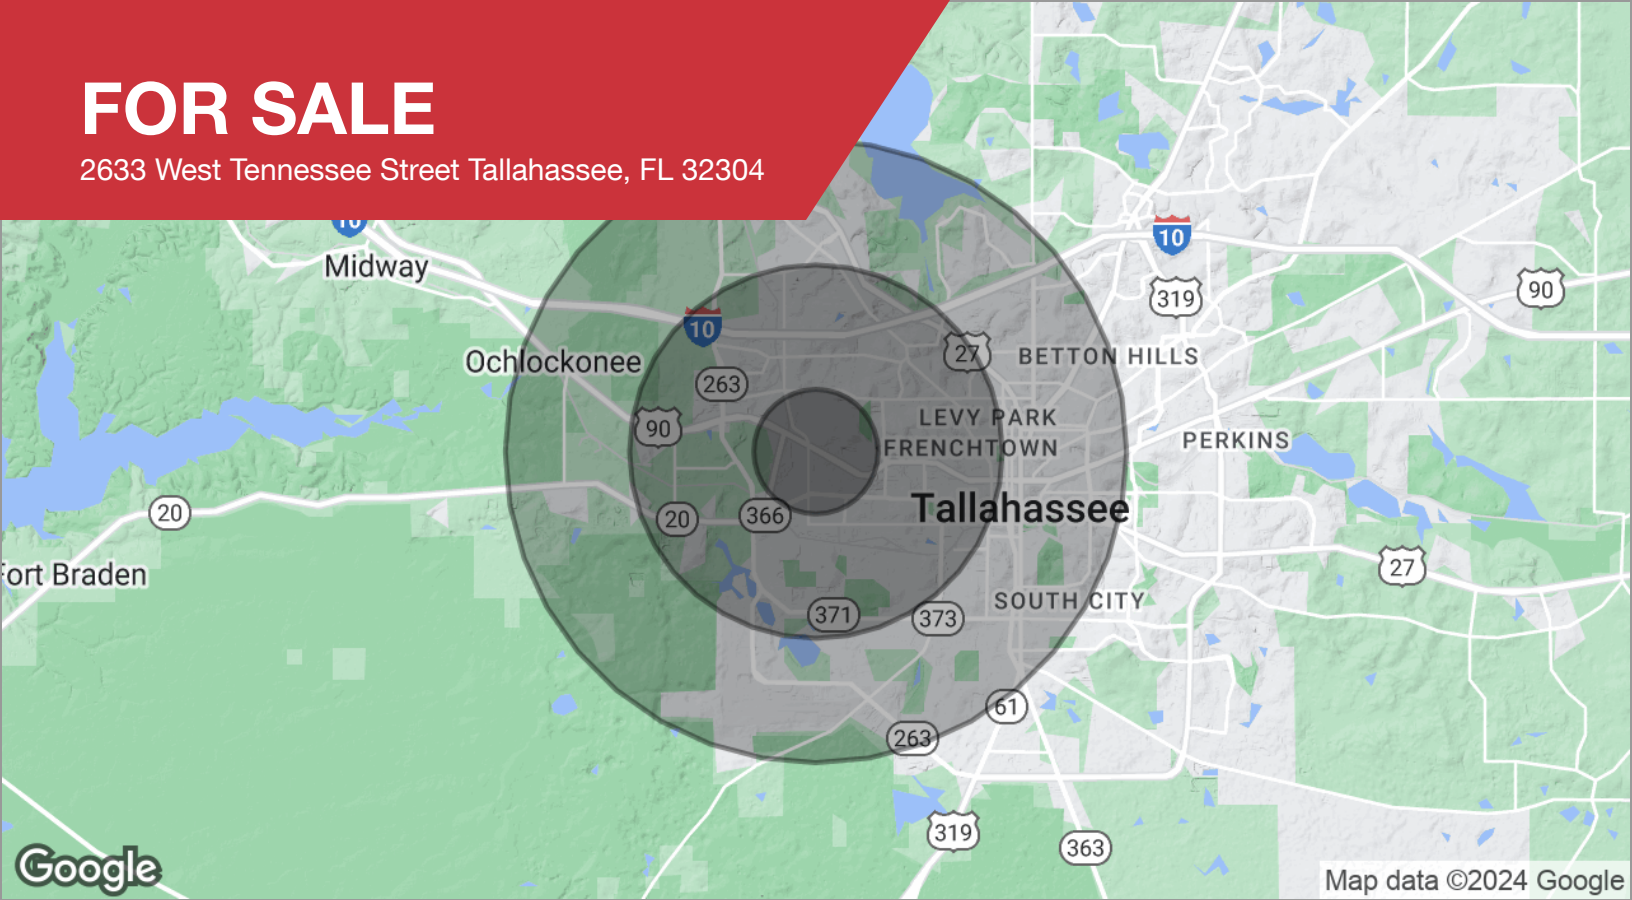 FOR SALE
2633 West Tennessee Street Tallahassee, FL 32304
10
10
Midway
319
90
10
27
BETTON HILLS
Ochlockonee
263
LEVY PARK
90
FRENCHTOWN
PERKINS
20
20
366
Tallahassee
27
Fort Braden
SOUTH CITY
371
373
61
263
319
363
Google
Map data ©2024 Google